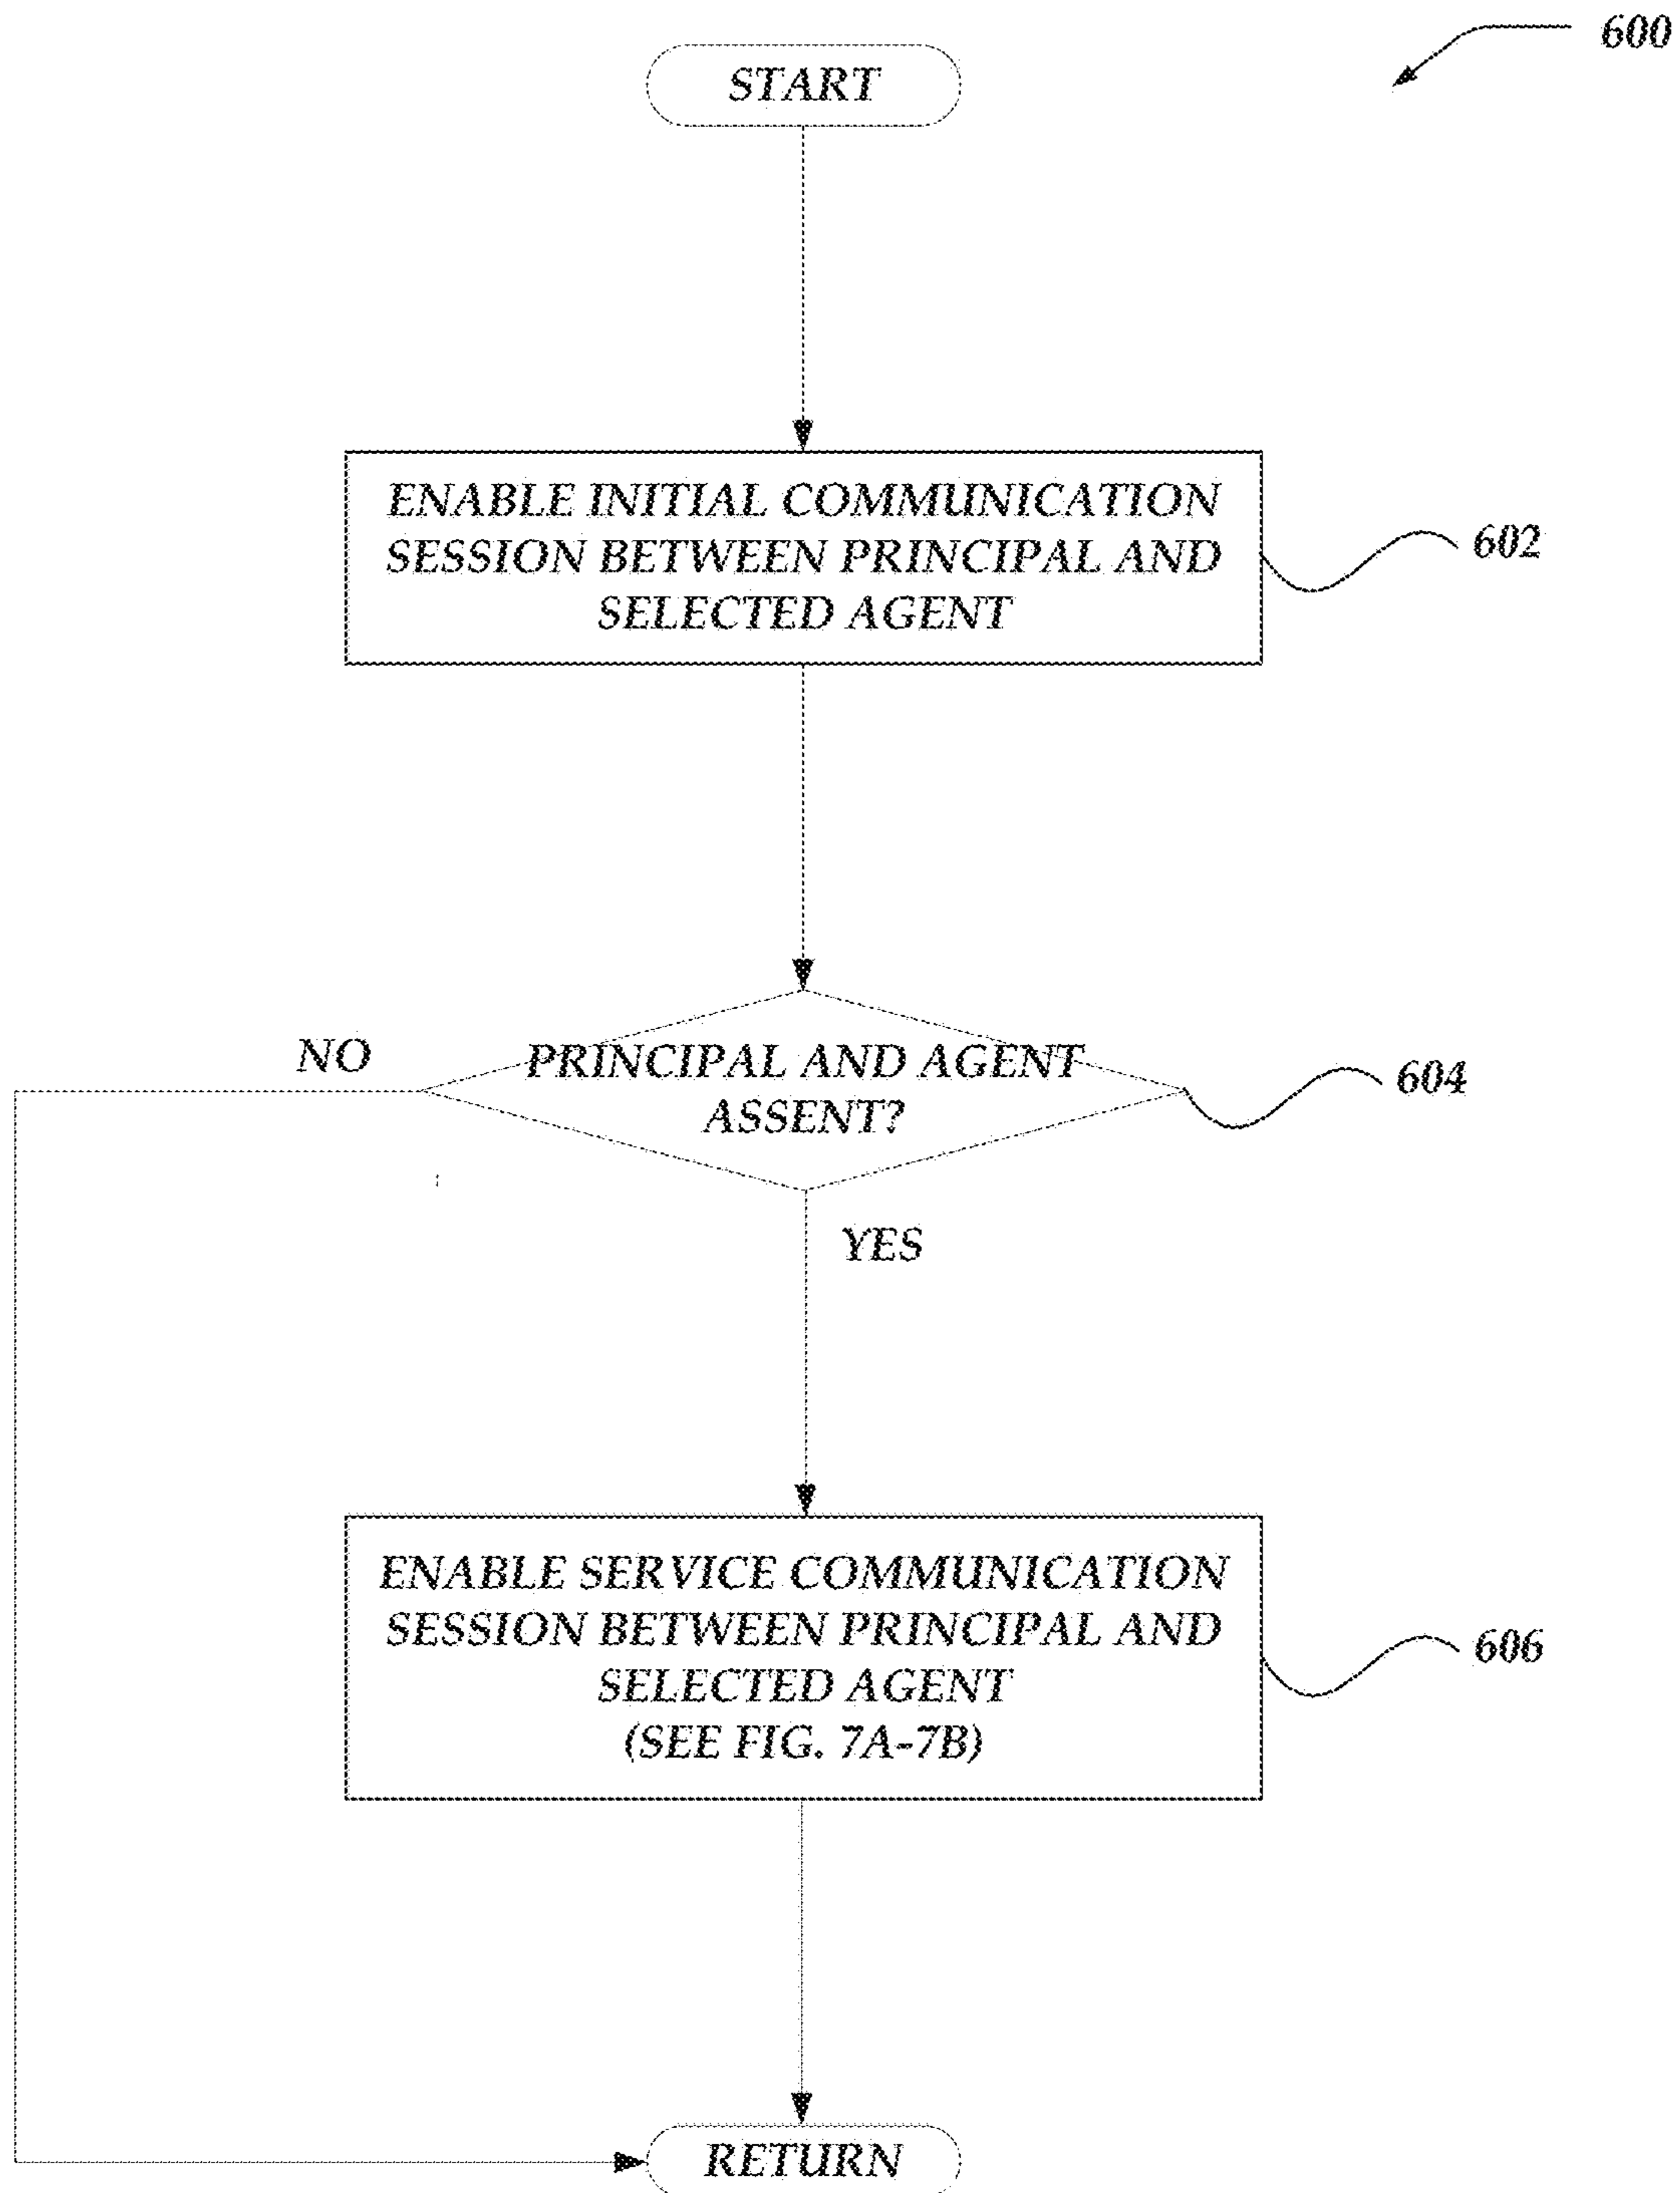 600
START
ENABLE INITIAL COMMUNICATION
SESSION BETWEEN PRINCIPAL AND
SELECTED AGENT
602
NO
PRINCIPAL AND AGENT
ASSENT?
604
YES
ENABLE SERVICE COMMUNICATION
SESSION BETWEEN PRINCIPAL AND
SELECTED AGENT
(SEE FIG. 7A-7B)
606
RETURN